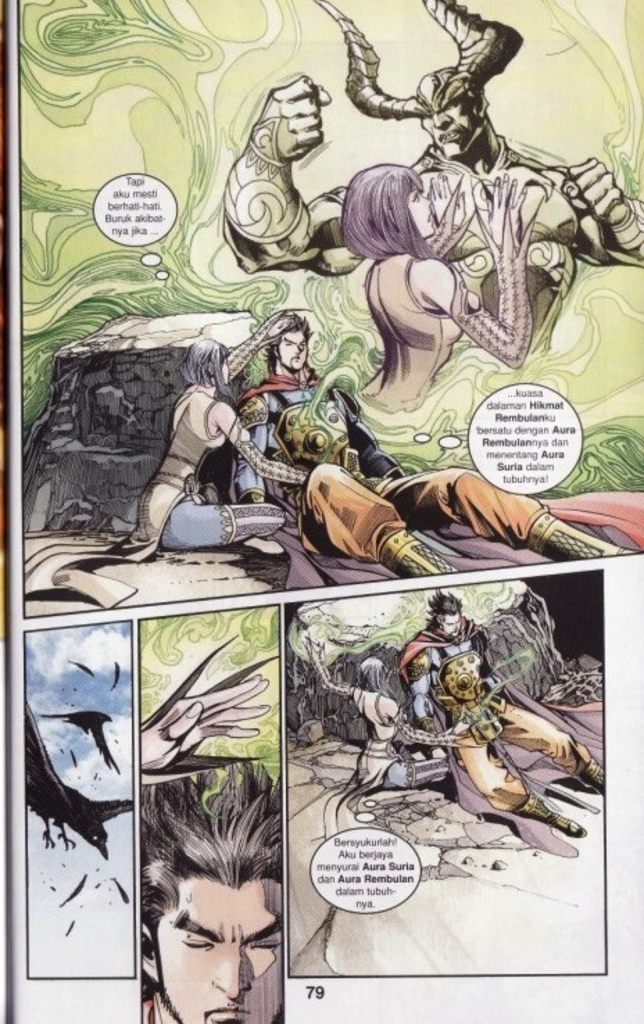 Tapi
aku mesti
berhati-hati.
Buruk akibat-
nya jika ...
...kuasa
dalaman Hikmat
Rembulanku
bersatu dengan Aura
Rembulannya dan
menentang Aura
Suria dalam
tubuhnya!
Bersyukurlah!
Aku berjaya
menyurai Aura Suria
dan Aura Rembulan
dalam tubuh-
nya.
79